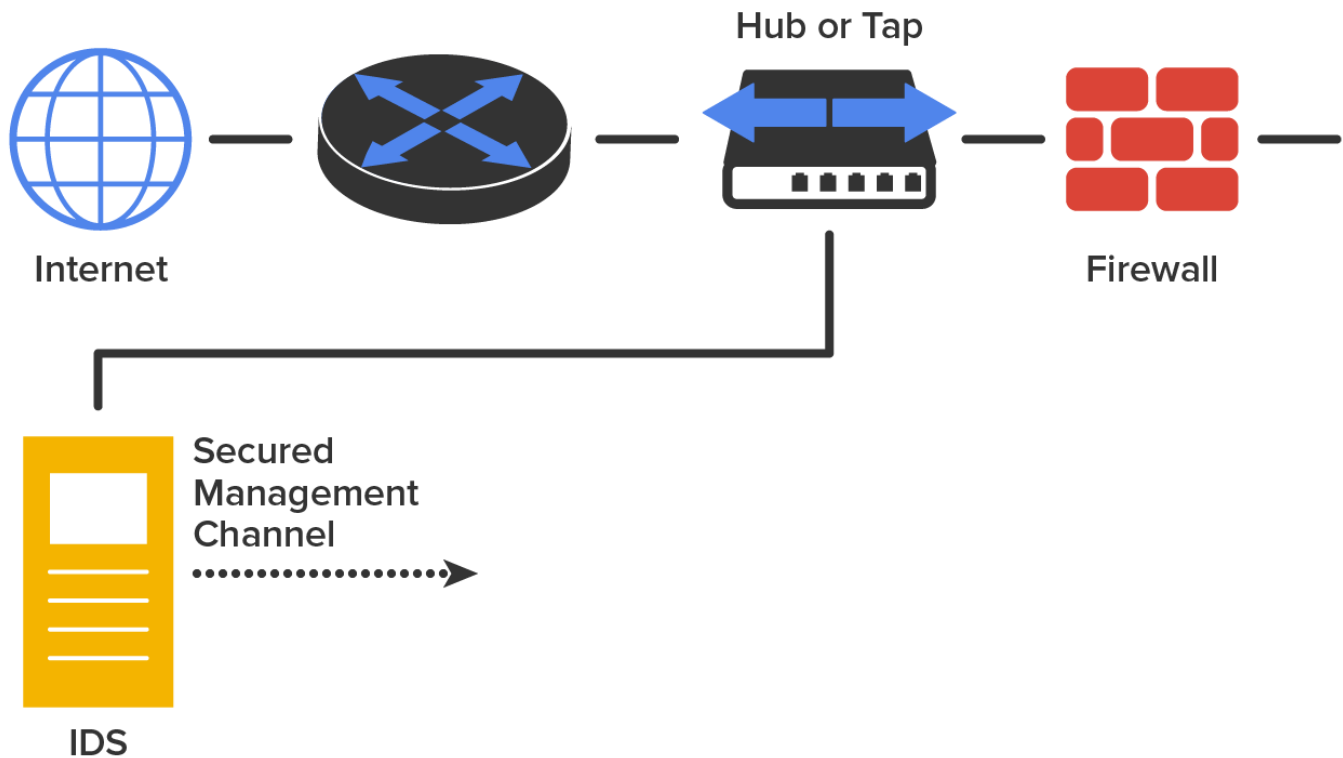 Hub or Tap
Internet
Firewall
Secured
Management
Channel
IDS